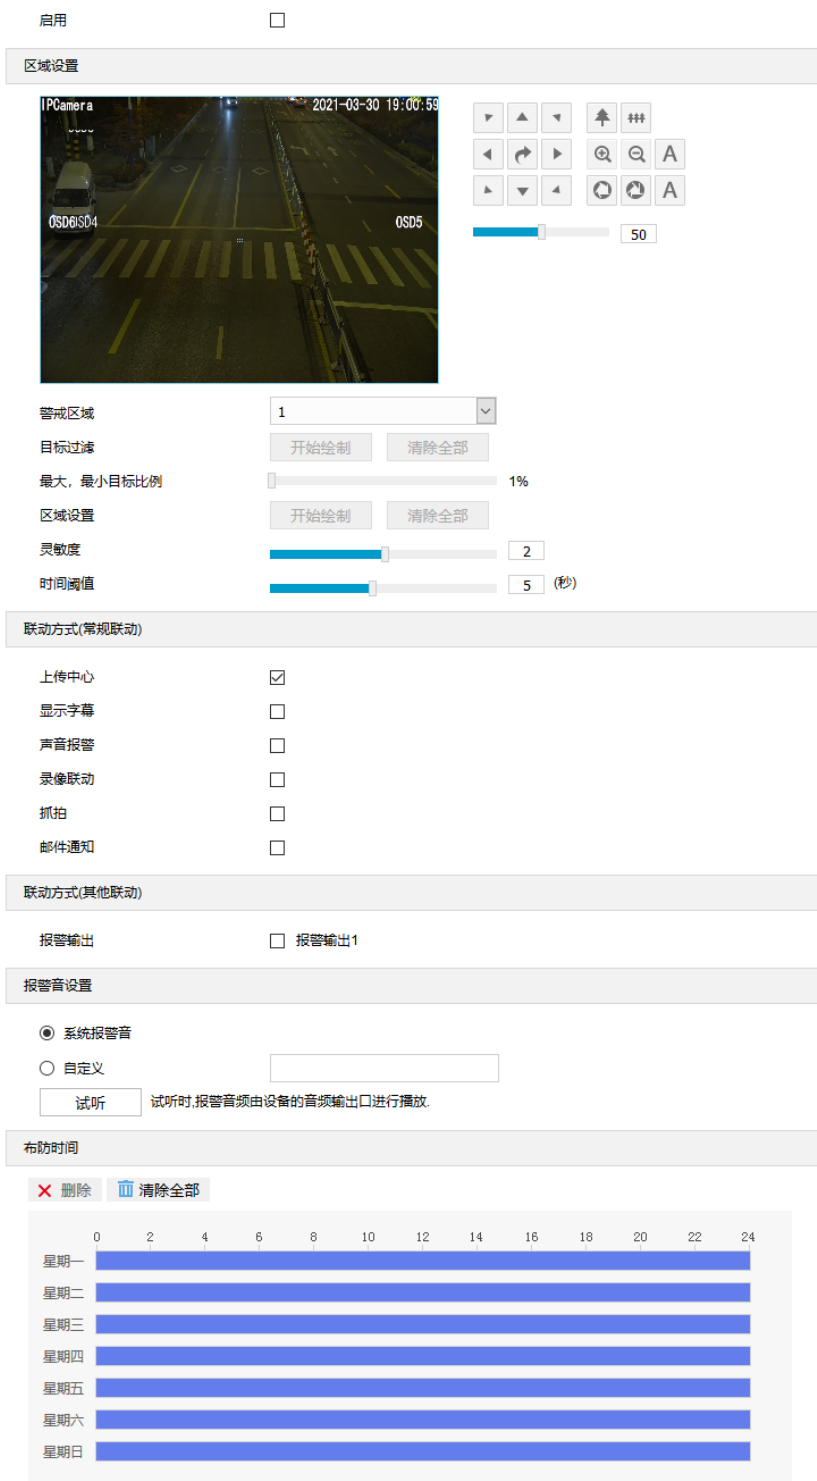 启用
区域设置
IPCamera 2021-03-30 19:00:59
OSD5
A
A
50
警戒区域 1
目标过滤 开始绘制 清除全部
最大，最小目标比例 1%
区域设置 开始绘制 清除全部
灵敏度 2
时间阈值 5 (秒)
联动方式(常规联动)
上传中心
显示字幕
声音报警
录像联动
抓拍
邮件通知
联动方式(其他联动)
报警输出 报警输出1
报警音设置
系统报警音
自定义
试听 试听时,报警音频由设备的音频输出口进行播放.
布防时间
删除 清除全部
0 2 4 6 8 10 12 14 16 18 20 22 24
星期一
星期二
星期三
星期四
星期五
星期六
星期日